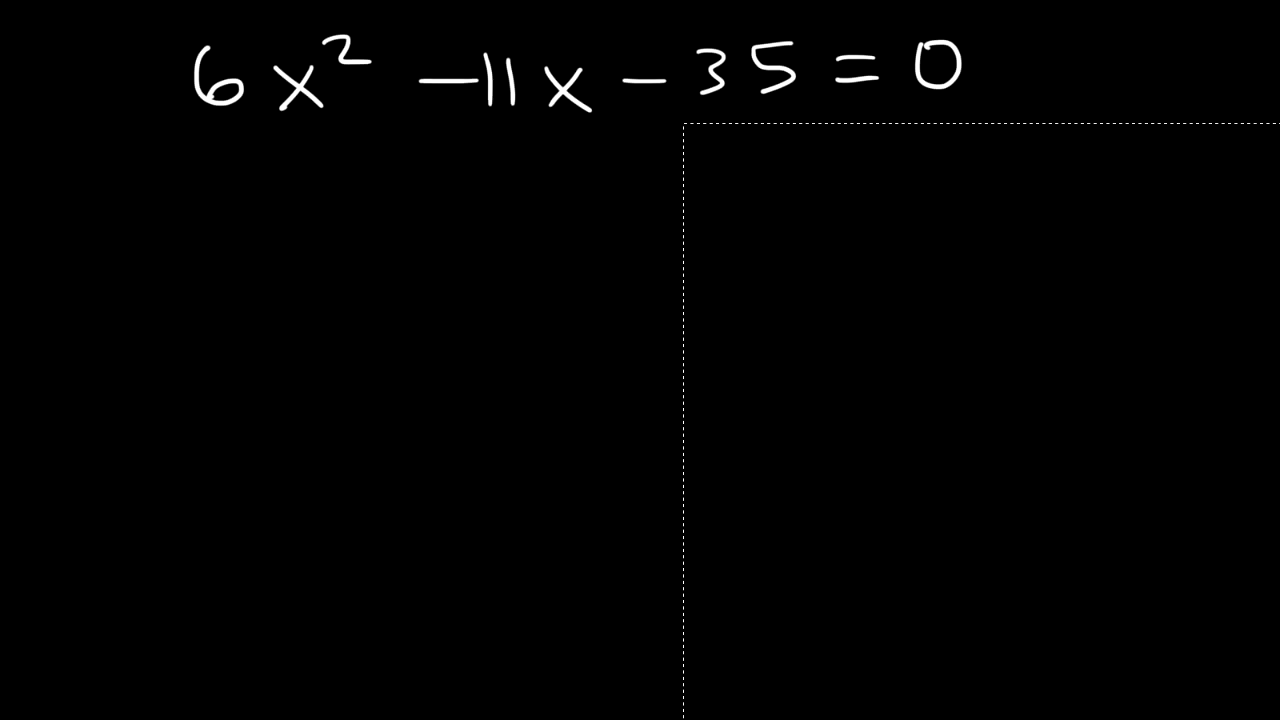 6x² -11x - 35 = 0